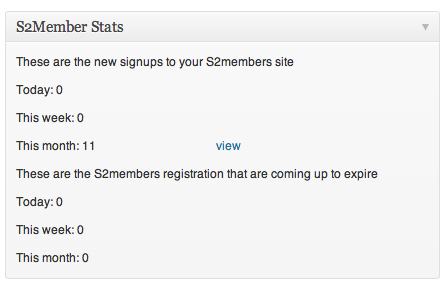 S2Member Stats
These are the new signups to your S2members site
Today: 0
This week: 0
This month: 11 view
These are the S2members registration that are coming up to expire
Today: 0
This week: 0
This month: 0